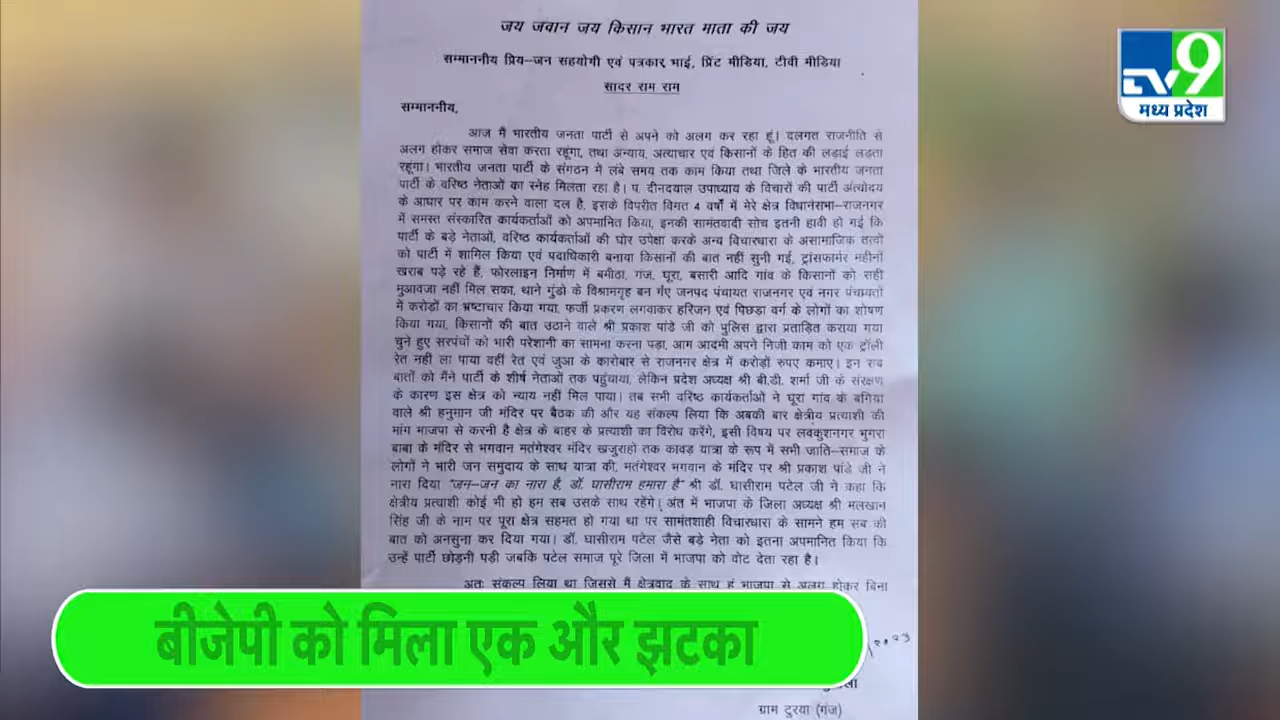 जय जवान जय किसान भारत माता की जय
सम्माननीय प्रिय–जन सहयोगी एवं पत्रकार भाई, प्रिंट मीडिया, टीवी मीडिया
सादर राम राम
सम्माननीय,
आज मैं भारतीय जनता पार्टी से अपने को अलग कर रहा हूं। दलगत राजनीति से
अलग होकर समाज सेवा करता रहूंगा, तथा अन्याय, अत्याचार एवं किसानों के हित की लड़ाई लड़ता
रहूंगा। भारतीय जनता पार्टी के संगठन में लंबे समय तक काम किया तथा जिले के भारतीय जनता
पार्टी के वरिष्ठ नेताओं का स्नेह मिलता रहा है। प. दीनदयाल उपाध्याय के विचारों की पार्टी अंत्योदय
के आधार पर काम करने वाला दल है, इसके विपरीत विगत 4 वर्षों में मेरे क्षेत्र विधानसभा–राजनगर
में समस्त संस्कारित कार्यकर्ताओं को अपमानित किया, इनकी सामंतवादी सोच इतनी हावी हो गई कि
पार्टी के बड़े नेताओं, वरिष्ठ कार्यकर्ताओं की घोर उपेक्षा करके अन्य विचारधारा के असामाजिक तत्वों
को पार्टी में शामिल किया एवं पदाधिकारी बनाया किसानों की बात नहीं सुनी गई, ट्रांसफार्मर महीनों
खराब पड़े रहे हैं, फोरलाइन निर्माण में बमीठा, गंज, घूरा, बसारी आदि गांव के किसानों को सही
मुआवजा नहीं मिल सका, थाने गुंडो के विश्रामगृह बन गए जनपद पंचायत राजनगर एवं नगर पंचायतों
में करोड़ों का भ्रष्टाचार किया गया, फर्जी प्रकरण लगवाकर हरिजन एवं पिछड़ा वर्ग के लोगों का शोषण
किया गया, किसानों की बात उठाने वाले श्री प्रकाश पांडे जी को पुलिस द्वारा प्रताड़ित कराया गया
चुने हुए सरपंचों को भारी परेशानी का सामना करना पड़ा, आम आदमी अपने निजी काम को एक ट्रॉली
रेत नहीं ला पाया वहीं रेत एवं जुआ के कारोबार से राजनगर क्षेत्र में करोड़ों रुपए कमाए। इन सब
बातों को मैंने पार्टी के शीर्ष नेताओं तक पहुंचाया, लेकिन प्रदेश अध्यक्ष श्री बी.डी. शर्मा जी के संरक्षण
के कारण इस क्षेत्र को न्याय नहीं मिल पाया। तब सभी वरिष्ठ कार्यकर्ताओं ने घूरा गांव के बगिया
वाले श्री हनुमान जी मंदिर पर बैठक की और यह संकल्प लिया कि अबकी बार क्षेत्रीय प्रत्याशी की
मांग भाजपा से करनी है क्षेत्र के बाहर के प्रत्याशी का विरोध करेंगे, इसी विषय पर लवकुशनगर भुगरा
बाबा के मंदिर से भगवान मतंगेश्वर मंदिर खजुराहो तक कावड़ यात्रा के रूप में सभी जाति–समाज के
लोगों ने भारी जन समुदाय के साथ यात्रा की, मतंगेश्वर भगवान के मंदिर पर श्री प्रकाश पांडे जी ने
नारा दिया "जन–जन का नारा है, डॉ. घासीराम हमारा है" श्री डॉ. घासीराम पटेल जी ने कहा कि
क्षेत्रीय प्रत्याशी कोई भी हो हम सब उसके साथ रहेंगे। अंत में भाजपा के जिला अध्यक्ष श्री मलखान
सिंह जी के नाम पर पूरा क्षेत्र सहमत हो गया था पर सामंतशाही विचारधारा के सामने हम सब की
बात को अनसुना कर दिया गया। डॉ. घासीराम पटेल जैसे बड़े नेता को इतना अपमानित किया कि
उन्हें पार्टी छोड़नी पड़ी जबकि पटेल समाज पूरे जिला में भाजपा को वोट देता रहा है।
अतः संकल्प लिया था जिससे मैं क्षेत्रवाद के साथ हूं भाजपा से अलग होकर बिना
ग्राम टुरया (गंज)
बीजेपी को मिला एक और झटका
TV9
मध्य प्रदेश